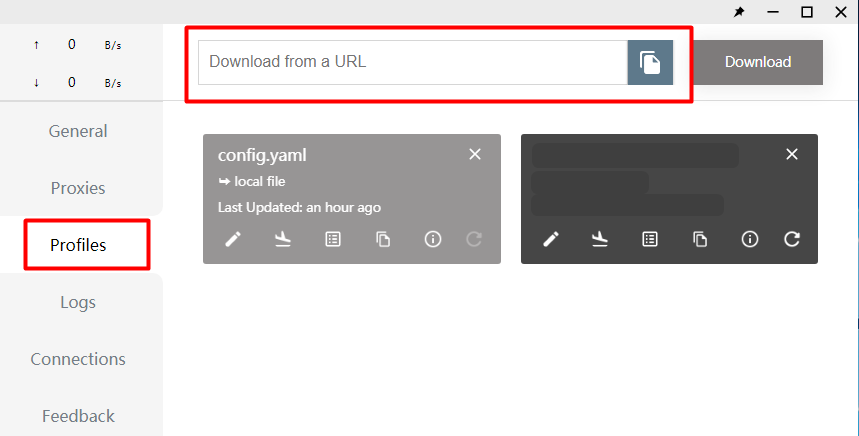 ↑ 0 B/s
↓ 0 B/s
Download from a URL
Download
General
Proxies
Profiles
Logs
Connections
Feedback
config.yaml
local file
Last Updated: an hour ago